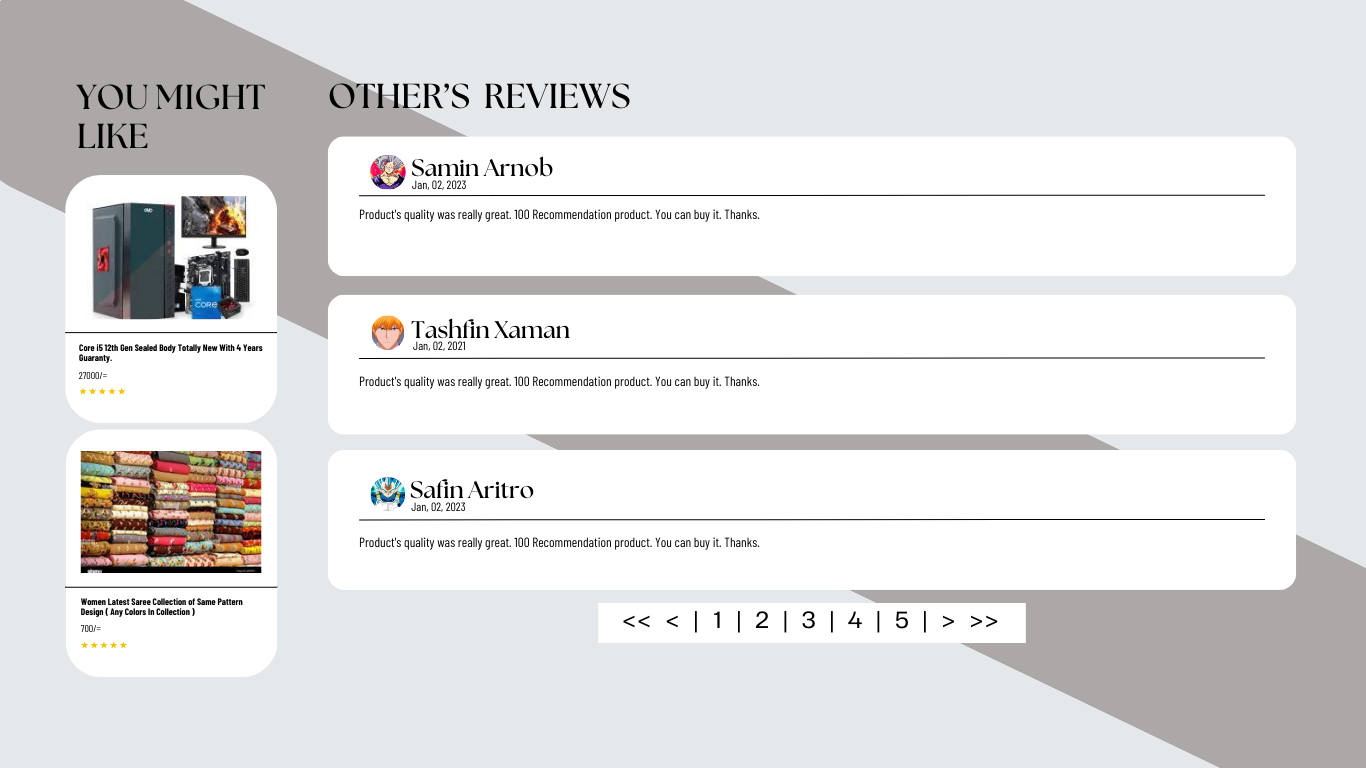 YOU MIGHT
LIKE
Core i5 12th Gen Sealed Body Totally New With 4 Years
Guaranty.
27000/=
Women Latest Saree Collection of Same Pattern
Design ( Any Colors In Collection )
700/=
OTHER'S REVIEWS
Samin Arnob
Jan, 02, 2023
Product's quality was really great. 100 Recommendation product. You can buy it. Thanks.
Tashfin Xaman
Jan, 02, 2021
Product's quality was really great. 100 Recommendation product. You can buy it. Thanks.
Safin Aritro
Jan, 02, 2023
Product's quality was really great. 100 Recommendation product. You can buy it. Thanks.
<< < | 1 | 2 | 3 | 4 | 5 | > >>
CORE